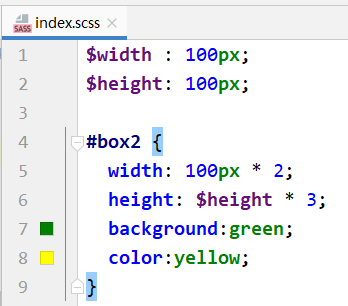 SASS index.scss ×
1 $width : 100px;
2 $height: 100px;
3
4 #box2 {
5 width: 100px * 2;
6 height: $height * 3;
7 background:green;
8 color:yellow;
9 }